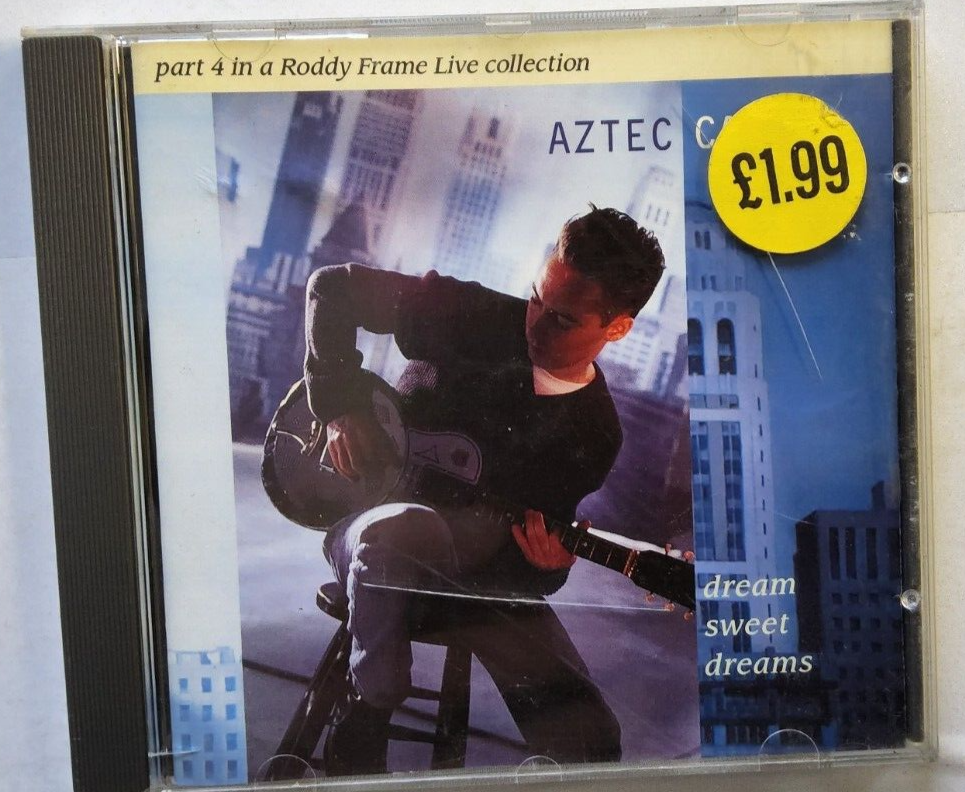 part 4 in a Roddy Frame Live collection
AZTEC
£1.99
dream
sweet
dreams